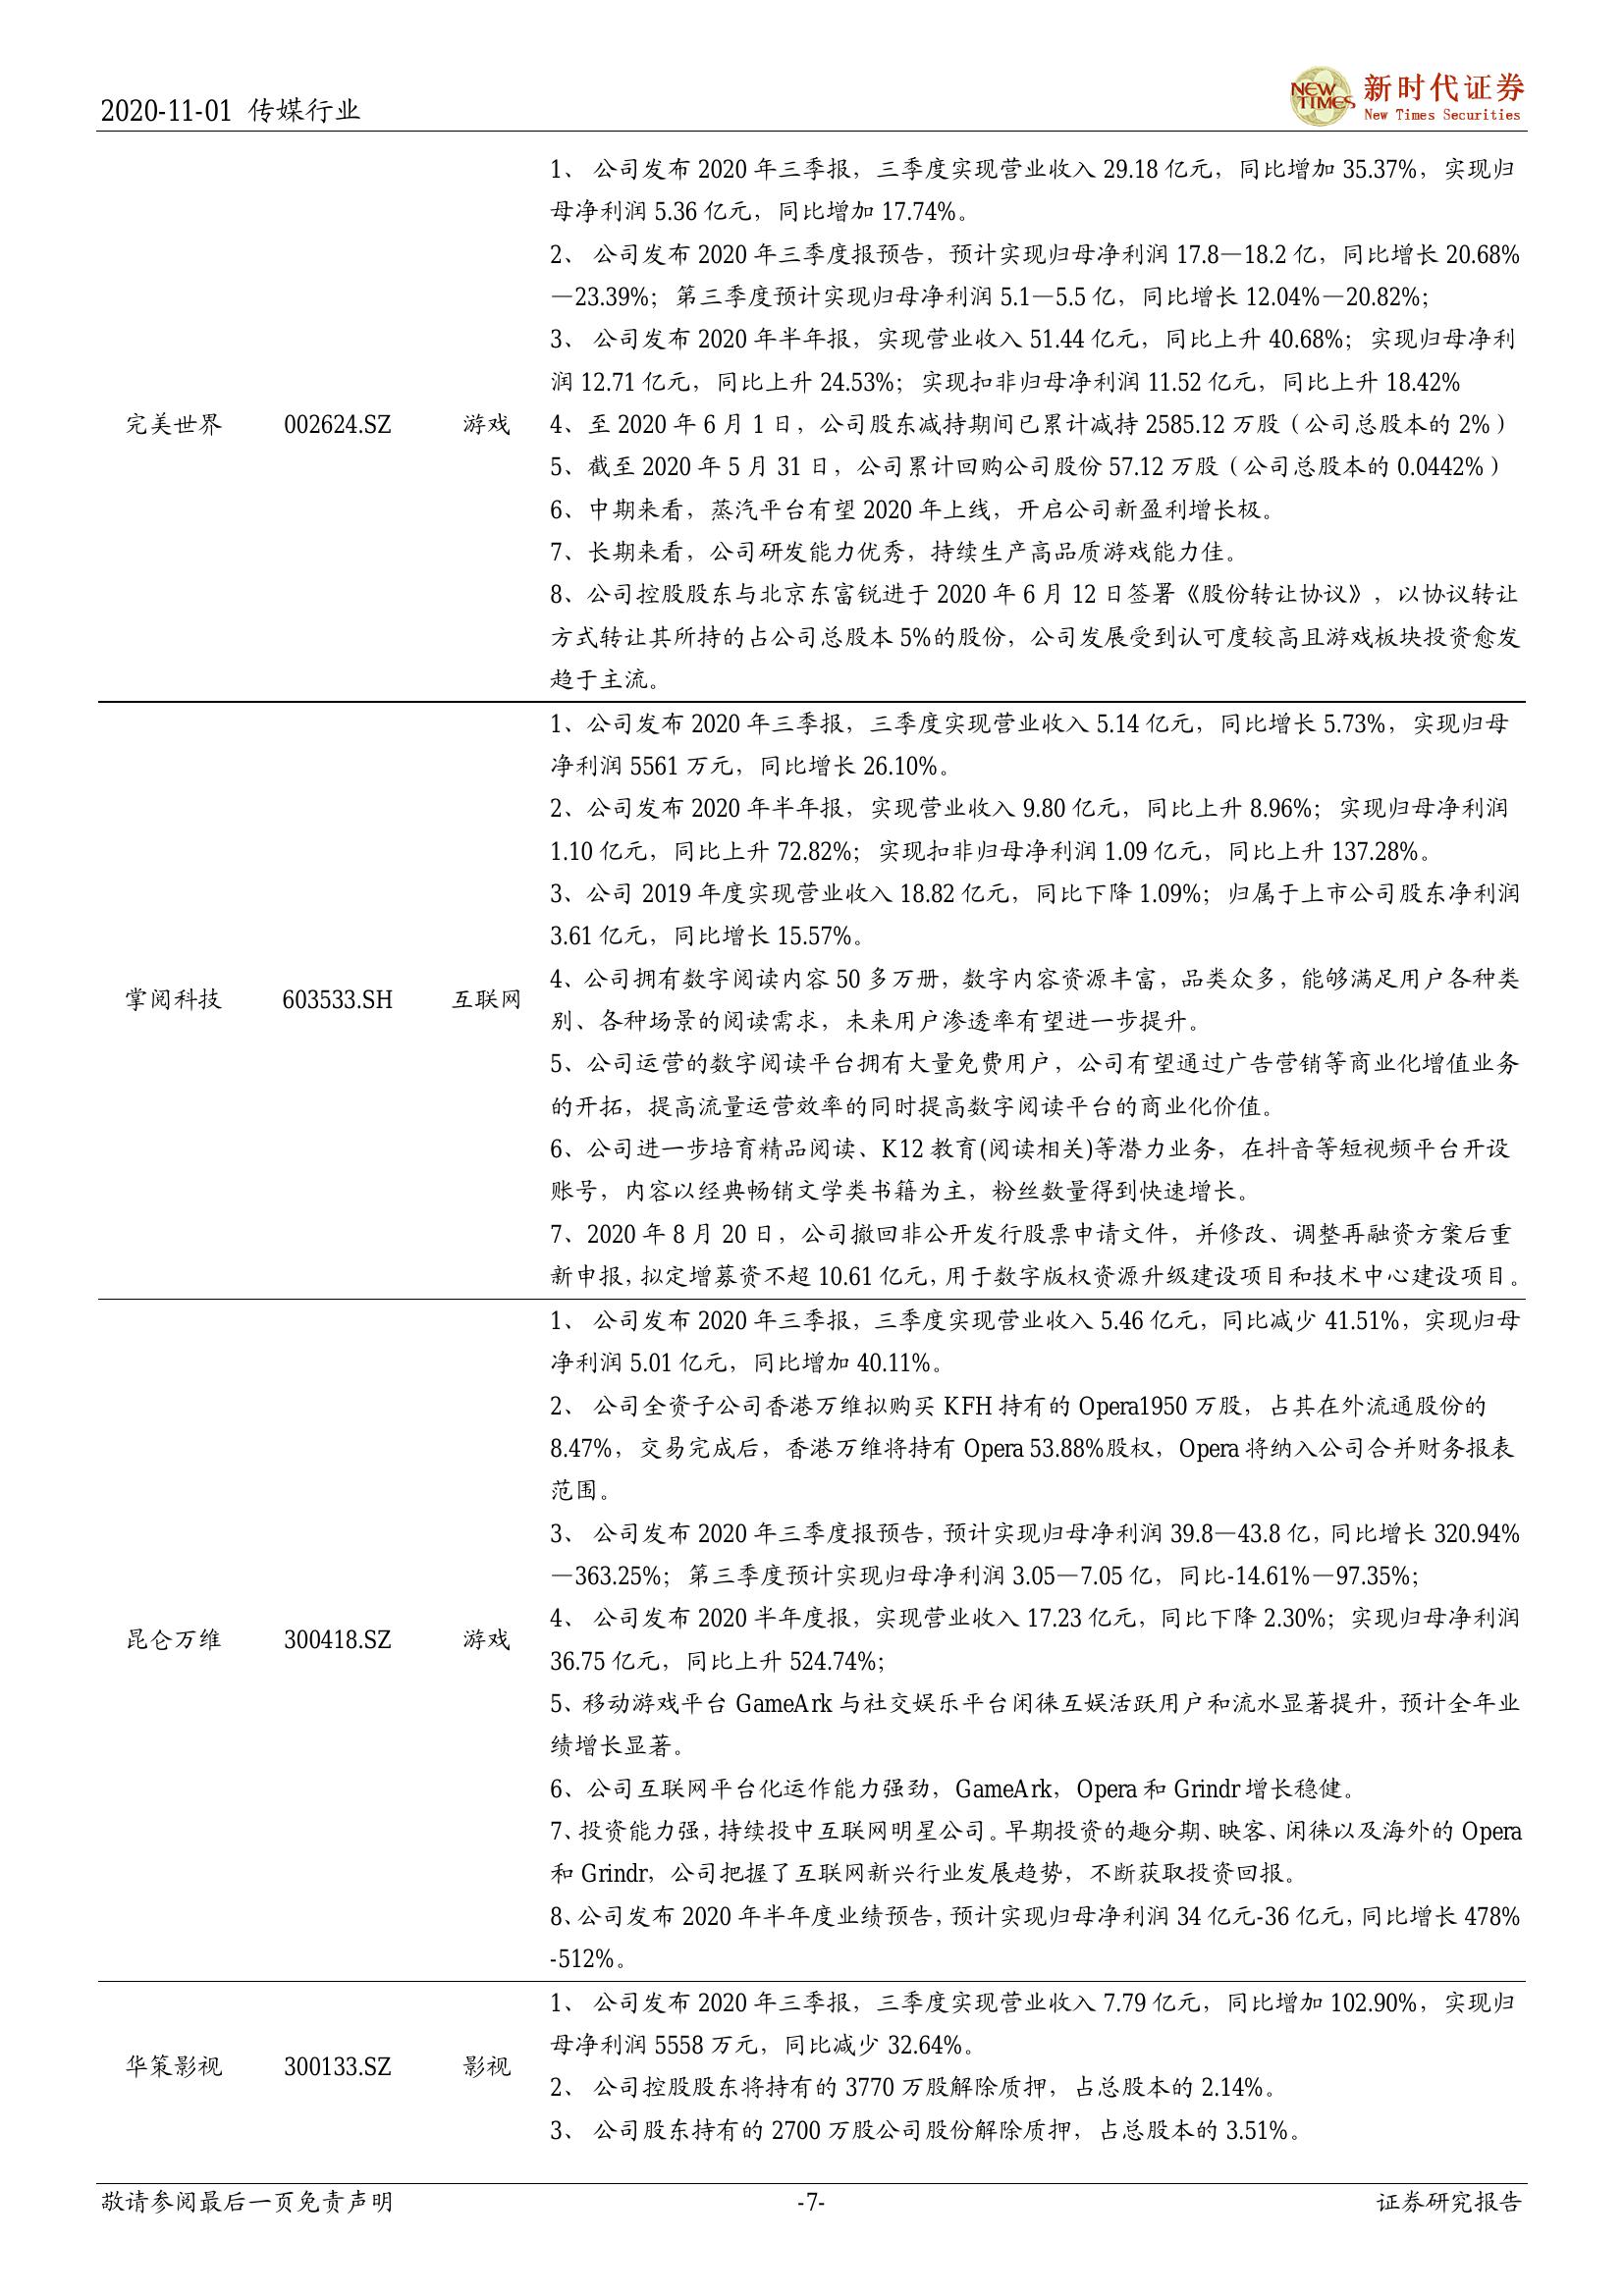 2020-11-01 传媒行业
NEW TIMES 新时代证券
New Times Securities
1、 公司发布 2020 年三季报，三季度实现营业收入 29.18 亿元，同比增加 35.37%，实现归
母净利润 5.36 亿元，同比增加 17.74%。
2、 公司发布 2020 年三季度报预告，预计实现归母净利润 17.8—18.2 亿，同比增长 20.68%
—23.39%；第三季度预计实现归母净利润 5.1—5.5 亿，同比增长 12.04%—20.82%；
3、 公司发布 2020 年半年报，实现营业收入 51.44 亿元，同比上升 40.68%；实现归母净利
润 12.71 亿元，同比上升 24.53%；实现扣非归母净利润 11.52 亿元，同比上升 18.42%
完美世界 002624.SZ 游戏 4、至 2020 年 6 月 1 日，公司股东减持期间已累计减持 2585.12 万股（公司总股本的 2%）
5、截至 2020 年 5 月 31 日，公司累计回购公司股份 57.12 万股（公司总股本的 0.0442%）
6、中期来看，蒸汽平台有望 2020 年上线，开启公司新盈利增长极。
7、长期来看，公司研发能力优秀，持续生产高品质游戏能力佳。
8、公司控股股东与北京东富锐进于 2020 年 6 月 12 日签署《股份转让协议》，以协议转让
方式转让其所持的占公司总股本 5%的股份，公司发展受到认可度较高且游戏板块投资愈发
趋于主流。
1、公司发布 2020 年三季报，三季度实现营业收入 5.14 亿元，同比增长 5.73%，实现归母
净利润 5561 万元，同比增长 26.10%。
2、公司发布 2020 年半年报，实现营业收入 9.80 亿元，同比上升 8.96%；实现归母净利润
1.10 亿元，同比上升 72.82%；实现扣非归母净利润 1.09 亿元，同比上升 137.28%。
3、公司 2019 年度实现营业收入 18.82 亿元，同比下降 1.09%；归属于上市公司股东净利润
3.61 亿元，同比增长 15.57%。
4、公司拥有数字阅读内容 50 多万册，数字内容资源丰富，品类众多，能够满足用户各种类
掌阅科技 603533.SH 互联网
别、各种场景的阅读需求，未来用户渗透率有望进一步提升。
5、公司运营的数字阅读平台拥有大量免费用户，公司有望通过广告营销等商业化增值业务
的开拓，提高流量运营效率的同时提高数字阅读平台的商业化价值。
6、公司进一步培育精品阅读、K12 教育(阅读相关)等潜力业务，在抖音等短视频平台开设
账号，内容以经典畅销文学类书籍为主，粉丝数量得到快速增长。
7、2020 年 8 月 20 日，公司撤回非公开发行股票申请文件，并修改、调整再融资方案后重
新申报，拟定增募资不超 10.61 亿元，用于数字版权资源升级建设项目和技术中心建设项目。
1、 公司发布 2020 年三季报，三季度实现营业收入 5.46 亿元，同比减少 41.51%，实现归母
净利润 5.01 亿元，同比增加 40.11%。
2、 公司全资子公司香港万维拟购买 KFH 持有的 Opera1950 万股，占其在外流通股份的
8.47%，交易完成后，香港万维将持有 Opera 53.88%股权，Opera 将纳入公司合并财务报表
范围。
3、 公司发布 2020 年三季度报预告，预计实现归母净利润 39.8—43.8 亿，同比增长 320.94%
—363.25%；第三季度预计实现归母净利润 3.05—7.05 亿，同比-14.61%—97.35%；
4、 公司发布 2020 半年度报，实现营业收入 17.23 亿元，同比下降 2.30%；实现归母净利润
昆仑万维 300418.SZ 游戏
36.75 亿元，同比上升 524.74%；
5、移动游戏平台 GameArk 与社交娱乐平台闲徕互娱活跃用户和流水显著提升，预计全年业
绩增长显著。
6、公司互联网平台化运作能力强劲，GameArk，Opera 和 Grindr 增长稳健。
7、投资能力强，持续投中互联网明星公司。早期投资的趣分期、映客、闲徕以及海外的 Opera
和 Grindr，公司把握了互联网新兴行业发展趋势，不断获取投资回报。
8、公司发布 2020 年半年度业绩预告，预计实现归母净利润 34 亿元-36 亿元，同比增长 478%
-512%。
1、 公司发布 2020 年三季报，三季度实现营业收入 7.79 亿元，同比增加 102.90%，实现归
母净利润 5558 万元，同比减少 32.64%。
华策影视 300133.SZ 影视
2、 公司控股股东将持有的 3770 万股解除质押，占总股本的 2.14%。
3、 公司股东持有的 2700 万股公司股份解除质押，占总股本的 3.51%。
敬请参阅最后一页免责声明 -7- 证券研究报告